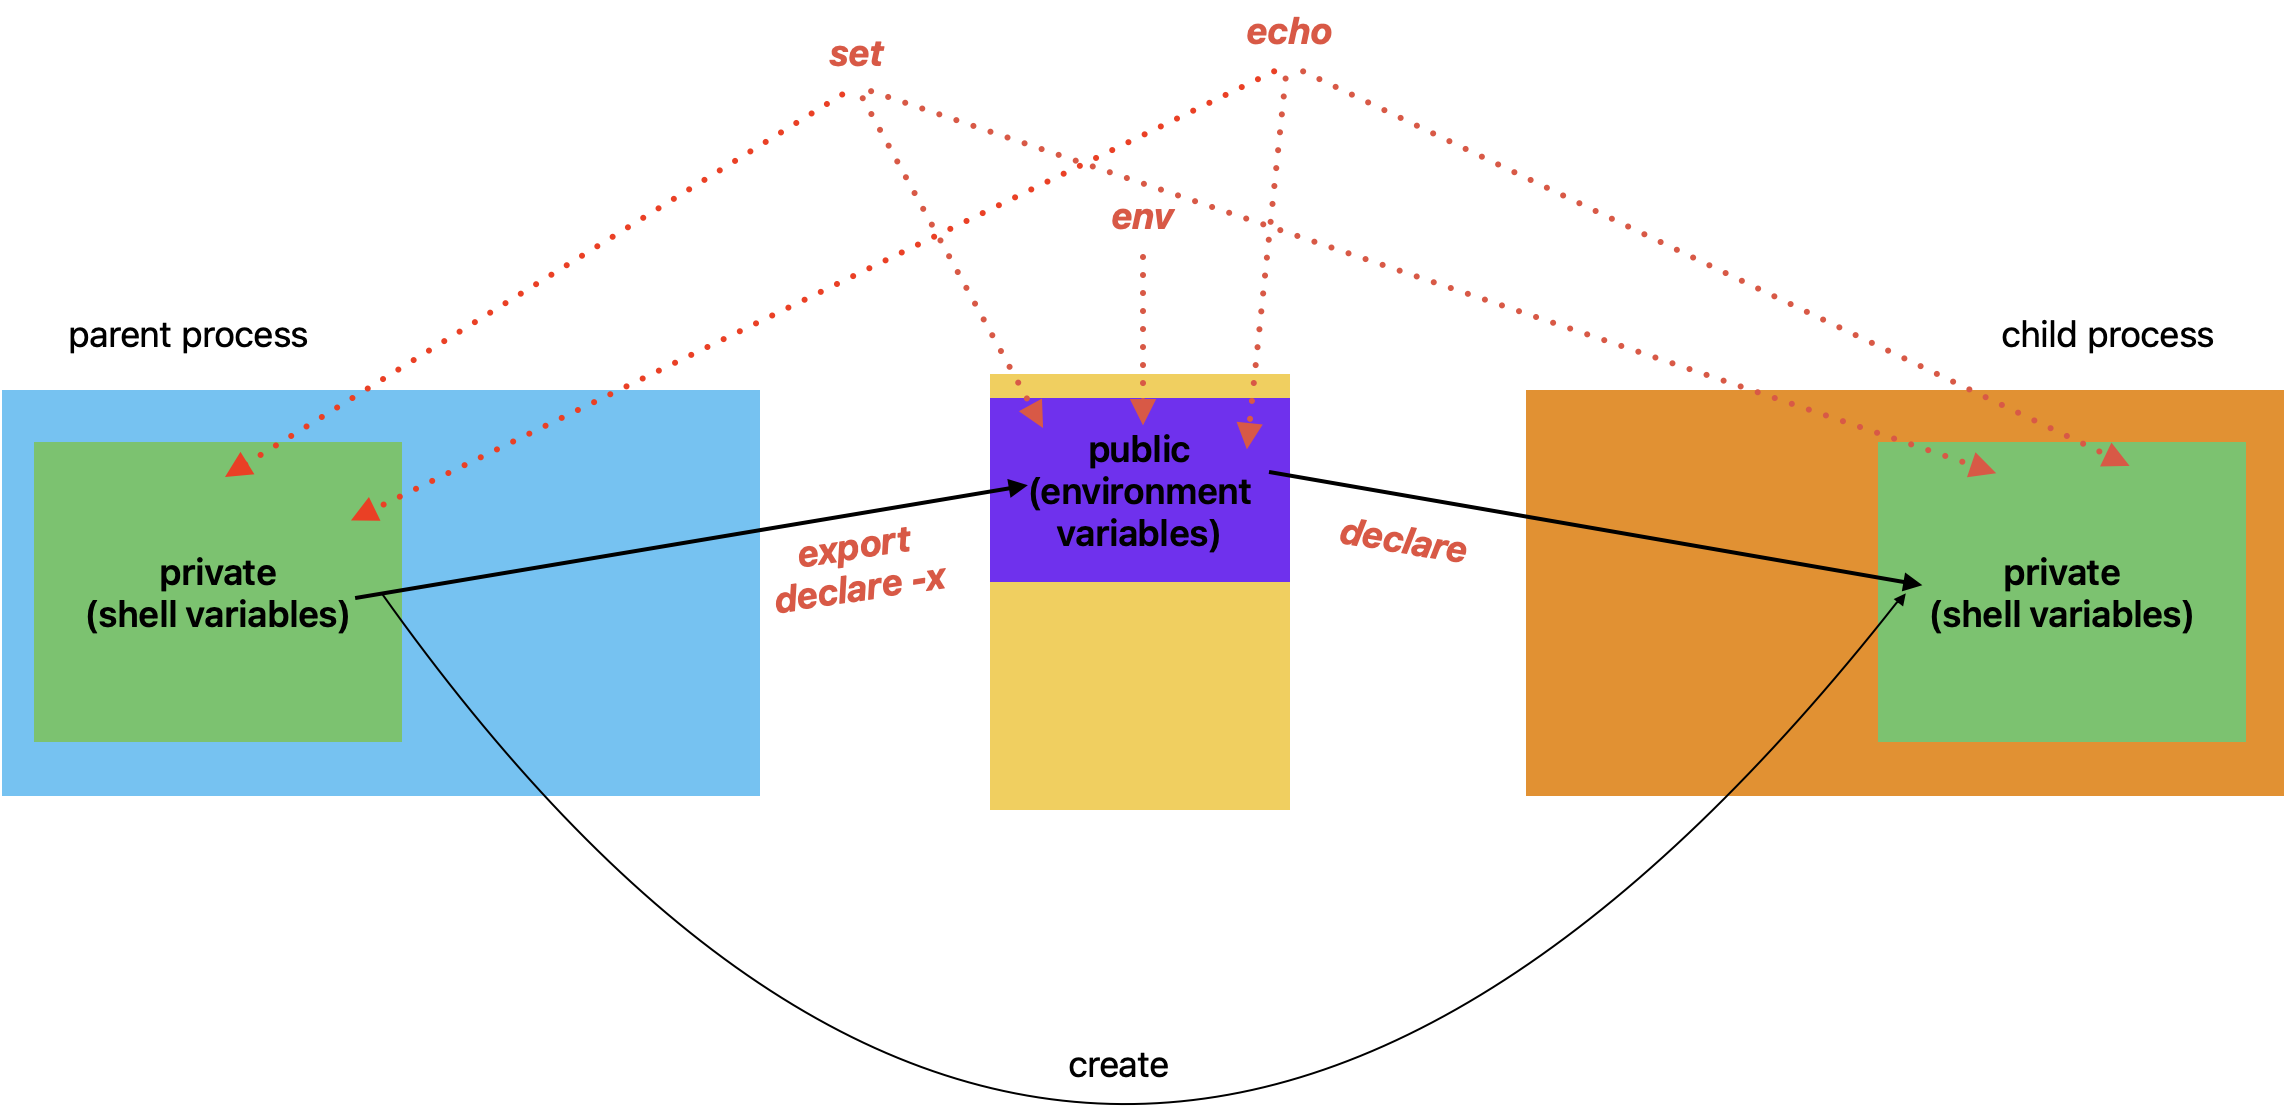 echo
set
env
parent process
child process
public
(environment
variables)
export
declare -x
declare
private
(shell variables)
private
(shell variables)
create